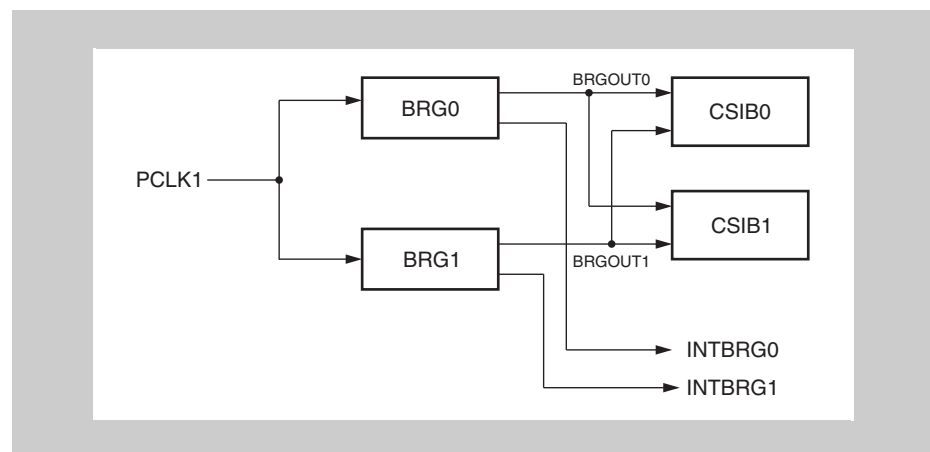 BRGOUT0
BRG0
CSIB0
PCLK1
CSIB1
BRG1
BRGOUT1
INTBRG0
INTBRG1